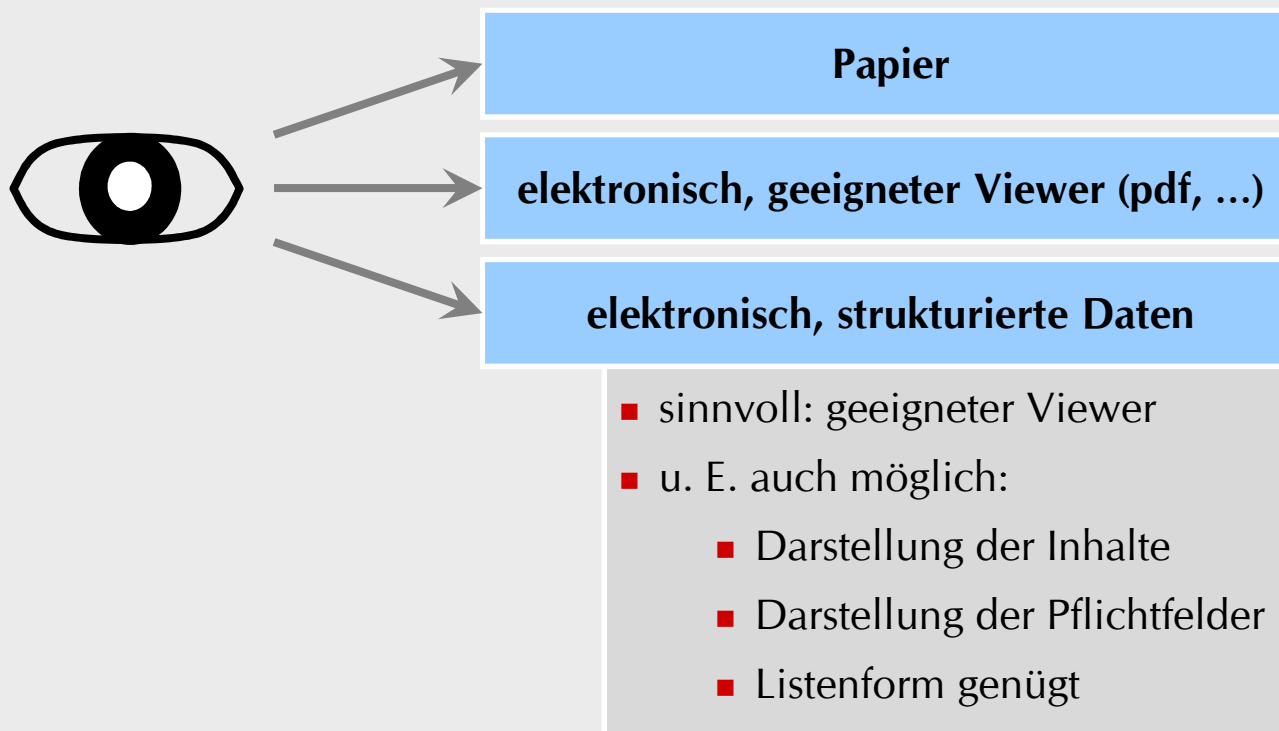 Papier
elektronisch, geeigneter Viewer (pdf, …)
elektronisch, strukturierte Daten
sinnvoll: geeigneter Viewer
u. E. auch möglich:
Darstellung der Inhalte
Darstellung der Pflichtfelder
Listenform genügt